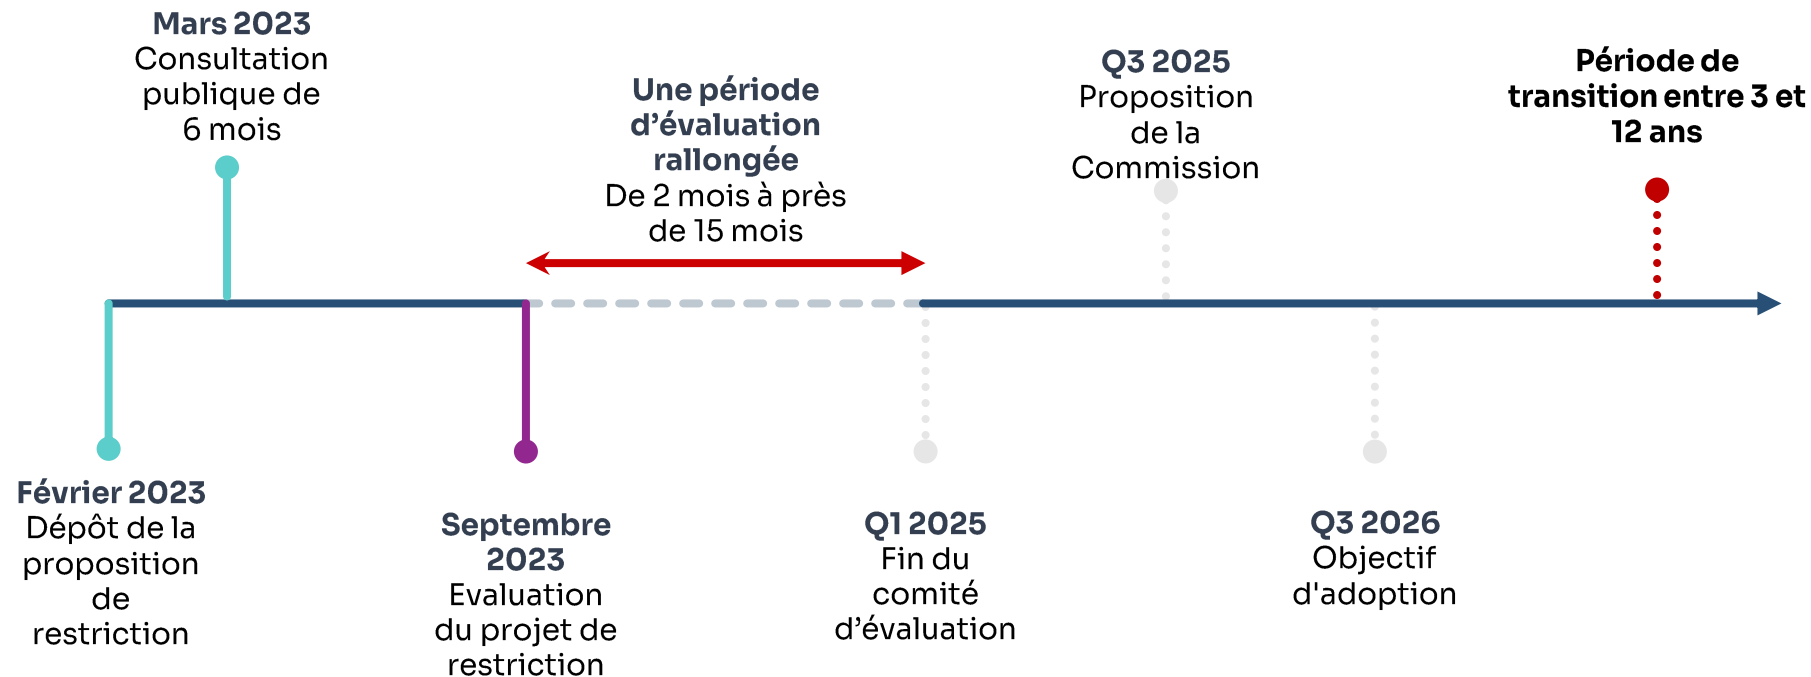 Mars 2023
Consultation
publique de
6 mois
Une période
d’évaluation
rallongée
De 2 mois à près
de 15 mois
Q3 2025
Proposition
de la
Commission
Période de
transition entre 3 et
12 ans
Février 2023
Dépôt de la
proposition
de
restriction
Septembre
2023
Evaluation
du projet de
restriction
Q1 2025
Fin du
comité
d’évaluation
Q3 2026
Objectif
d'adoption